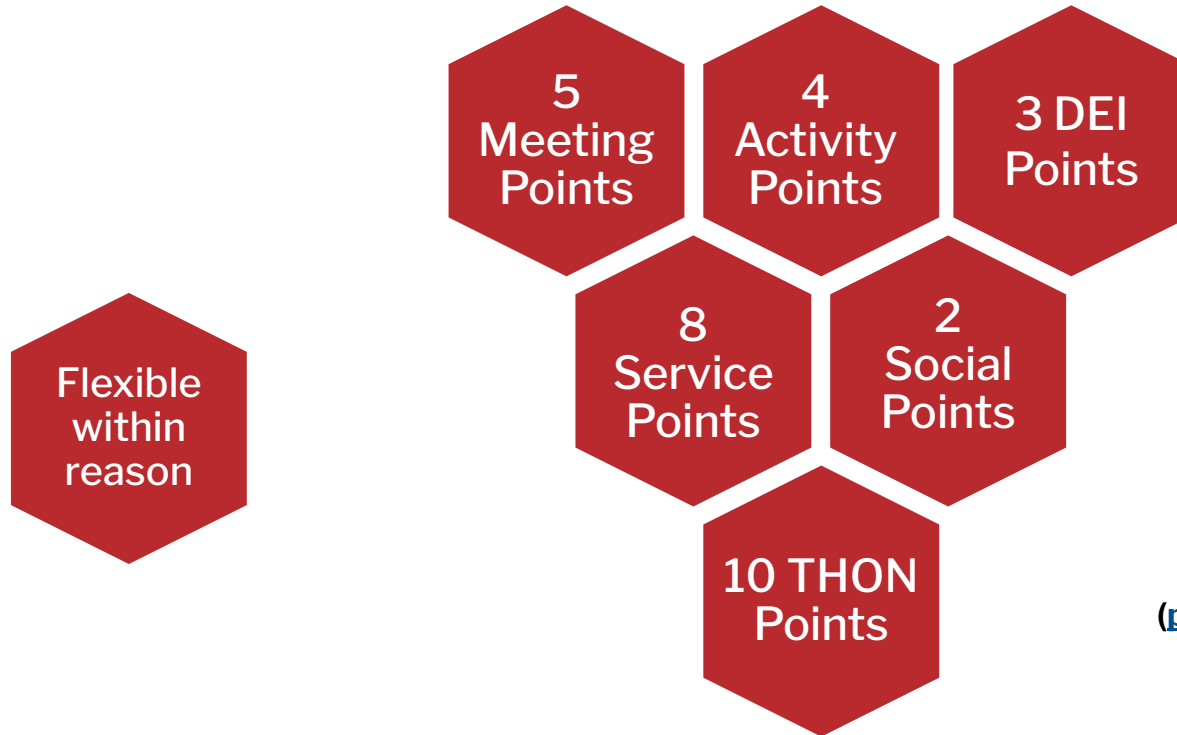 5
Meeting
Points
4
Activity
Points
3 DEI
Points
8
Service
Points
2
Social
Points
Flexible
within
reason
10 THON
Points
(p